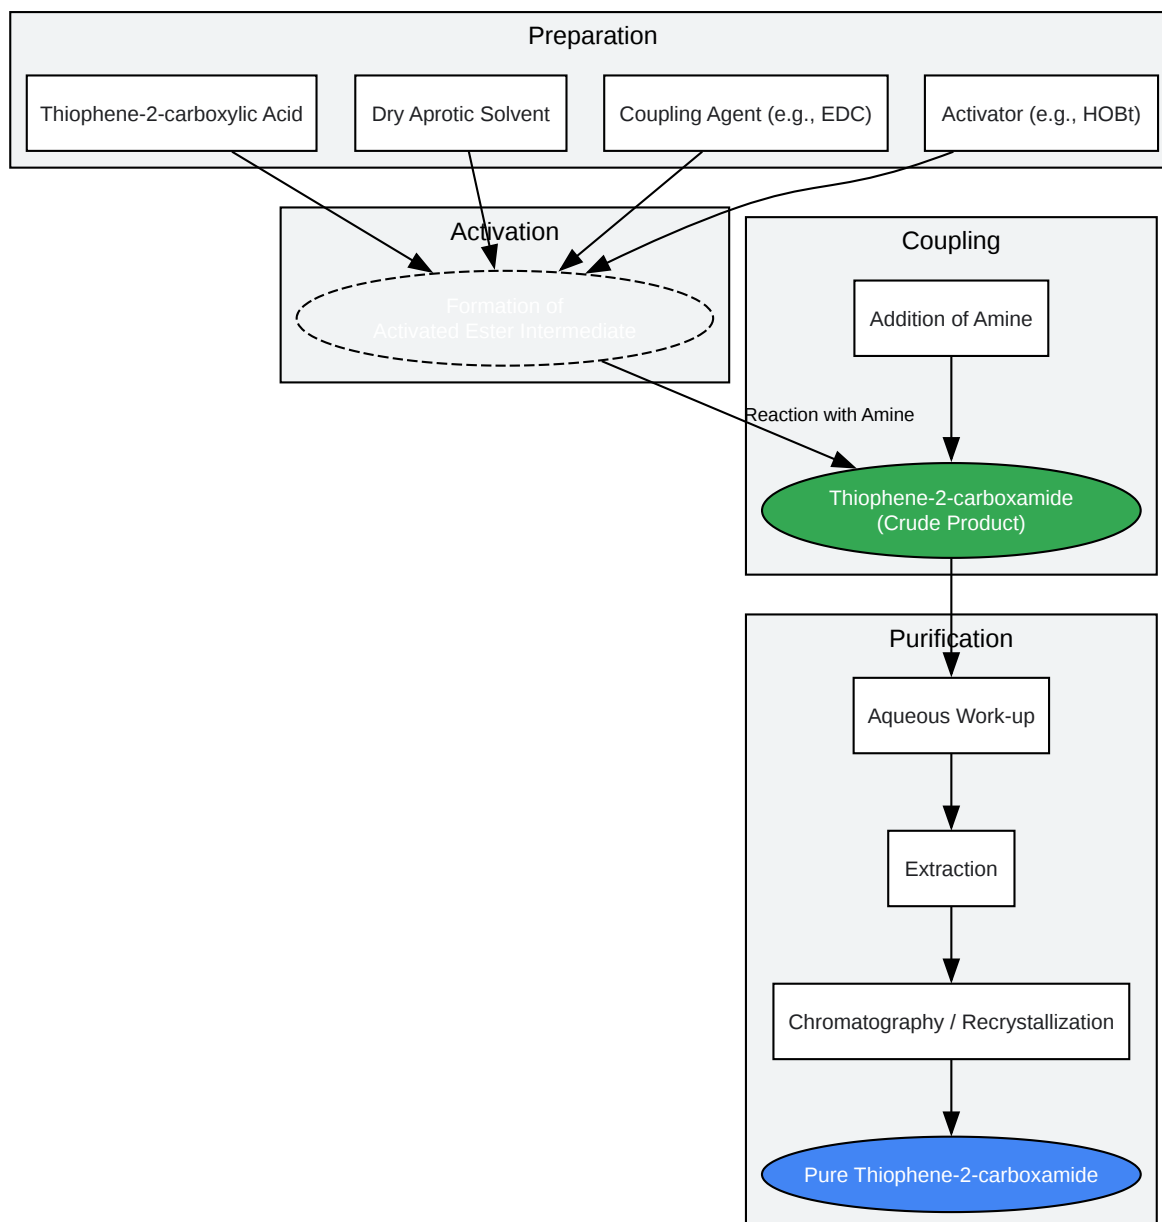 Preparation
Thiophene-2-carboxylic Acid
Dry Aprotic Solvent
Coupling Agent (e.g., EDC)
Activator (e.g., HOBt)
Activation
Formation of
Activated Ester Intermediate
Coupling
Addition of Amine
Reaction with Amine
Thiophene-2-carboxamide
(Crude Product)
Purification
Aqueous Work-up
Extraction
Chromatography / Recrystallization
Pure Thiophene-2-carboxamide